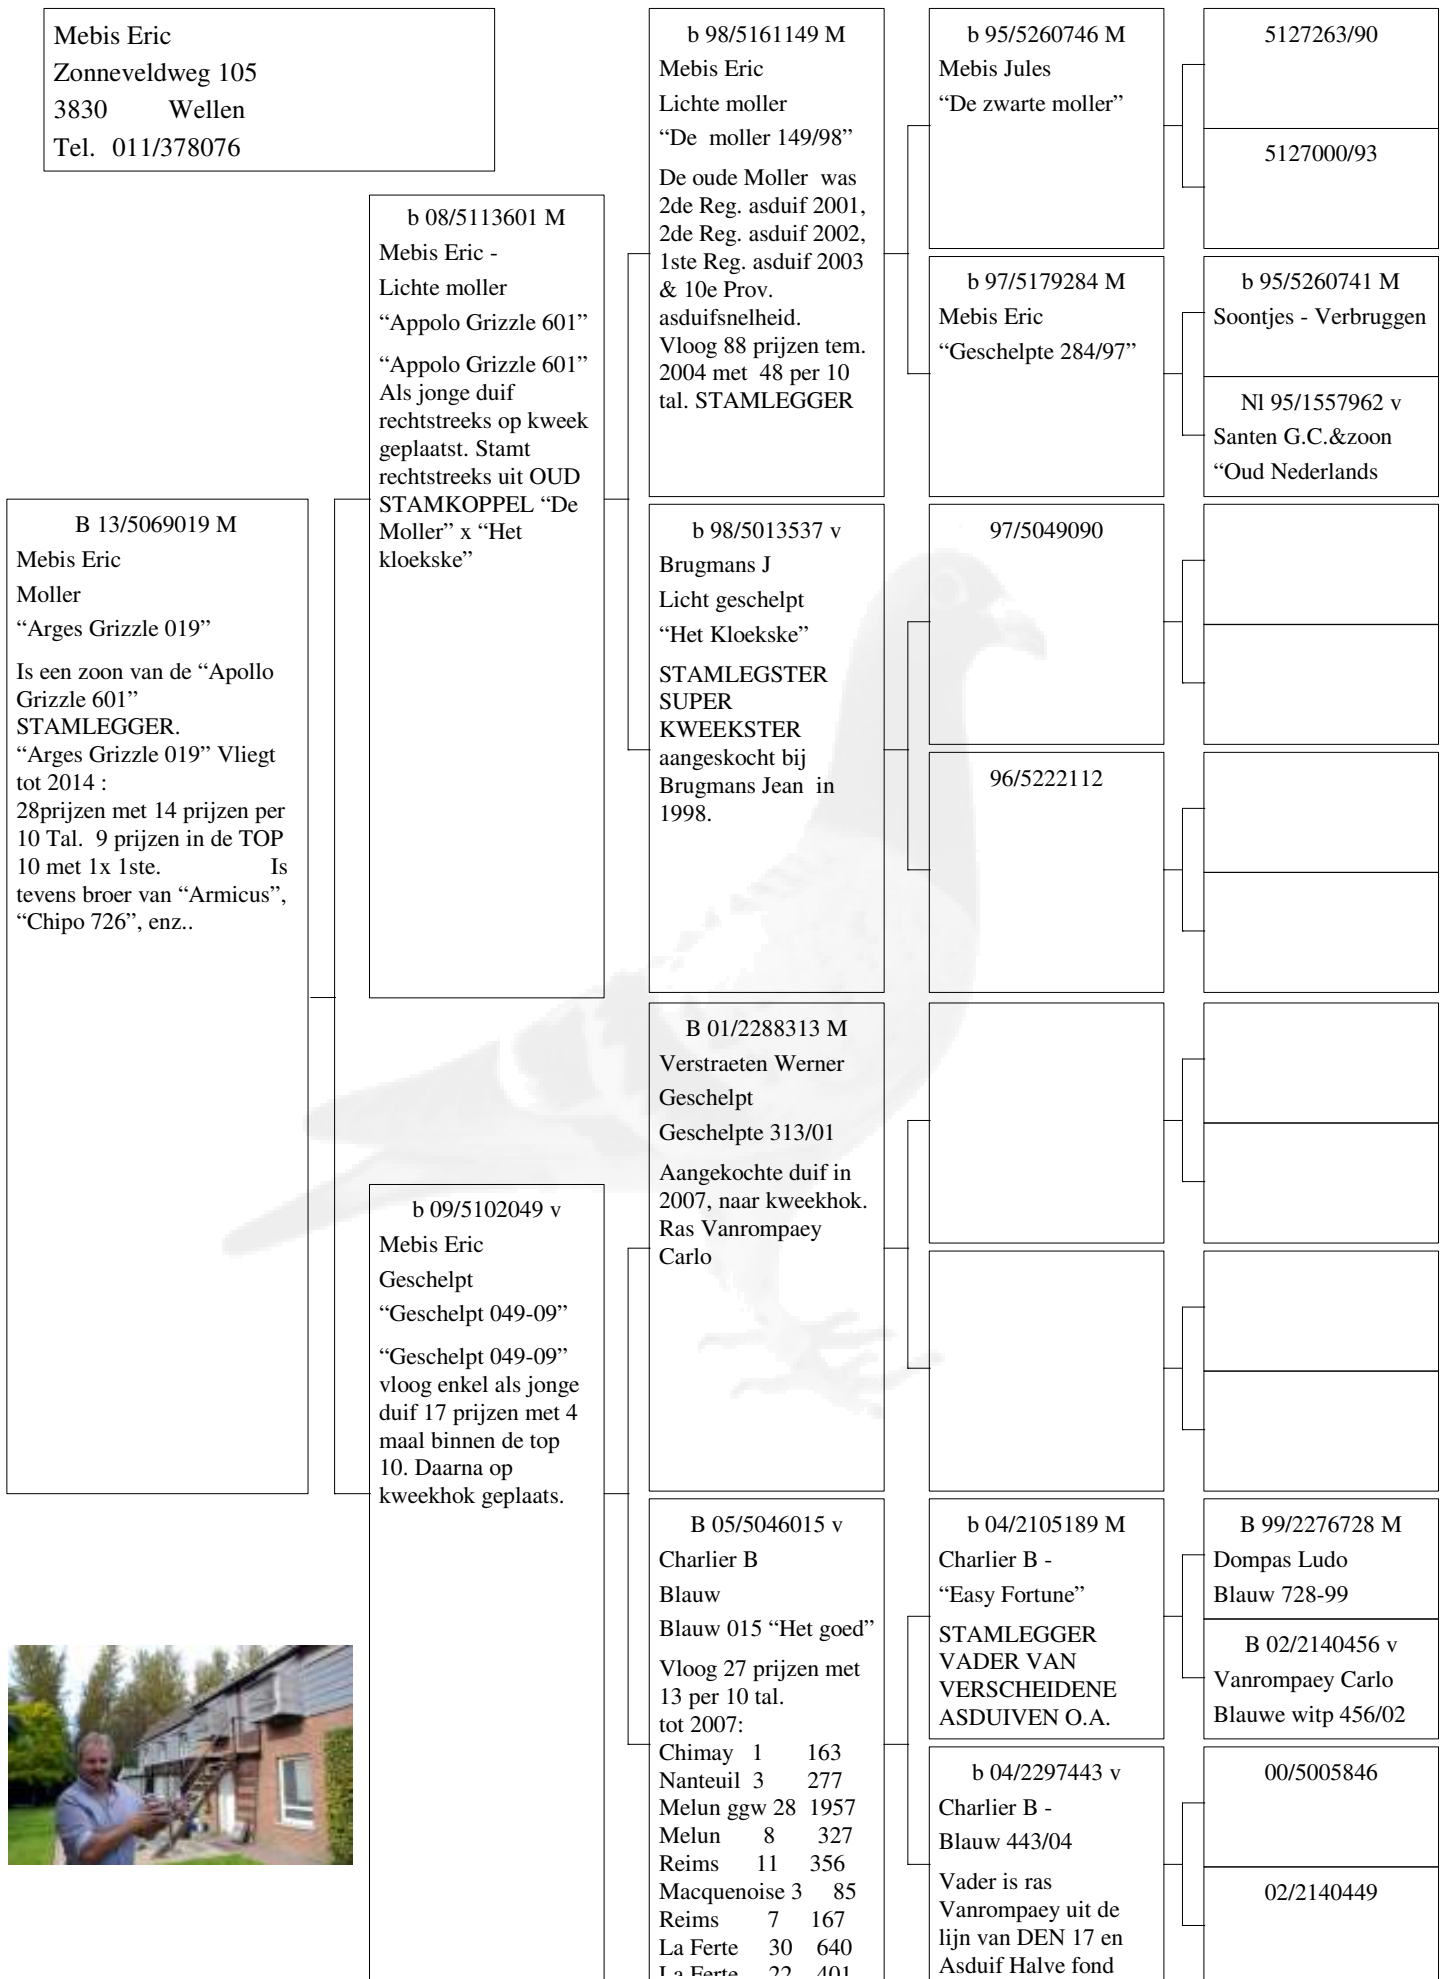 Mebis Eric
Zonneveldweg 105
3830 Wellen
Tel. 011/378076
B 13/5069019 M
Mebis Eric
Moller
“Arges Grizzle 019”
Is een zoon van de “Apollo
Grizzle 601”
STAMLEGGER.
“Arges Grizzle 019” Vliegt
tot 2014 :
28prijzen met 14 prijzen per
10 Tal. 9 prijzen in de TOP
10 met 1x 1ste. Is
tevens broer van “Armicus”,
“Chipo 726”, enz..
b 08/5113601 M
Mebis Eric -
Lichte moller
“Appolo Grizzle 601”
“Appolo Grizzle 601”
Als jonge duif
rechtstreeks op kweek
geplaatst. Stamt
rechtstreeks uit OUD
STAMKOPPEL “De
Moller” x “Het
kloekske”
b 09/5102049 v
Mebis Eric
Geschelpt
“Geschelpt 049-09”
“Geschelpt 049-09”
vloog enkel als jonge
duif 17 prijzen met 4
maal binnen de top
10. Daarna op
kweekhok geplaats.
b 98/5161149 M
Mebis Eric
Lichte moller
“De moller 149/98”
De oude Moller was
2de Reg. asduif 2001,
2de Reg. asduif 2002,
1ste Reg. asduif 2003
& 10e Prov.
asduifsnelheid.
Vloog 88 prijzen tem.
2004 met 48 per 10
tal. STAMLEGGER
b 98/5013537 v
Brugmans J
Licht geschelpt
“Het Kloekske”
STAMLEGSTER
SUPER
KWEEKSTER
aangeskocht bij
Brugmans Jean in
1998.
B 01/2288313 M
Verstraeten Werner
Geschelpt
Geschelpte 313/01
Aangekochte duif in
2007, naar kweekhok.
Ras Vanrompaey
Carlo
B 05/5046015 v
Charlier B
Blauw
Blauw 015 “Het goed”
Vloog 27 prijzen met
13 per 10 tal.
tot 2007:
Chimay 1 163
Nanteuil 3 277
Melun ggw 28 1957
Melun 8 327
Reims 11 356
Macquenoise 3 85
Reims 7 167
La Ferte 30 640
La Ferte 22 401
b 95/5260746 M
Mebis Jules
“De zwarte moller”
b 97/5179284 M
Mebis Eric
“Geschelpte 284/97”
97/5049090
96/5222112
b 04/2105189 M
Charlier B -
“Easy Fortune”
STAMLEGGER
VADER VAN
VERSCHEIDENE
ASDUIVEN O.A.
b 04/2297443 v
Charlier B -
Blauw 443/04
Vader is ras
Vanrompaey uit de
lijn van DEN 17 en
Asduif Halve fond
5127263/90
5127000/93
b 95/5260741 M
Soontjes - Verbruggen
Nl 95/1557962 v
Santen G.C.&zoon
“Oud Nederlands
B 99/2276728 M
Dompas Ludo
Blauw 728-99
B 02/2140456 v
Vanrompaey Carlo
Blauwe witp 456/02
00/5005846
02/2140449